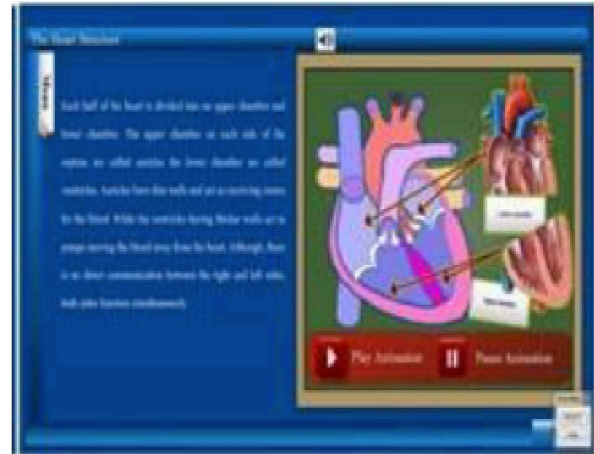 The Heart Structure
Menu
Each half of the heart is divided into an upper chamber and
lower chamber. The upper chamber on each side of the
septum are called auricles the lower chamber are called
ventricles. Auricles have thin walls and act as receiving rooms
for the blood. While the ventricles having thicker walls act as
pumps moving the blood away from the heart. Although, there
is no direct communication between the right and left sides,
both sides function simultaneously.
Play Animation
Pause Animation